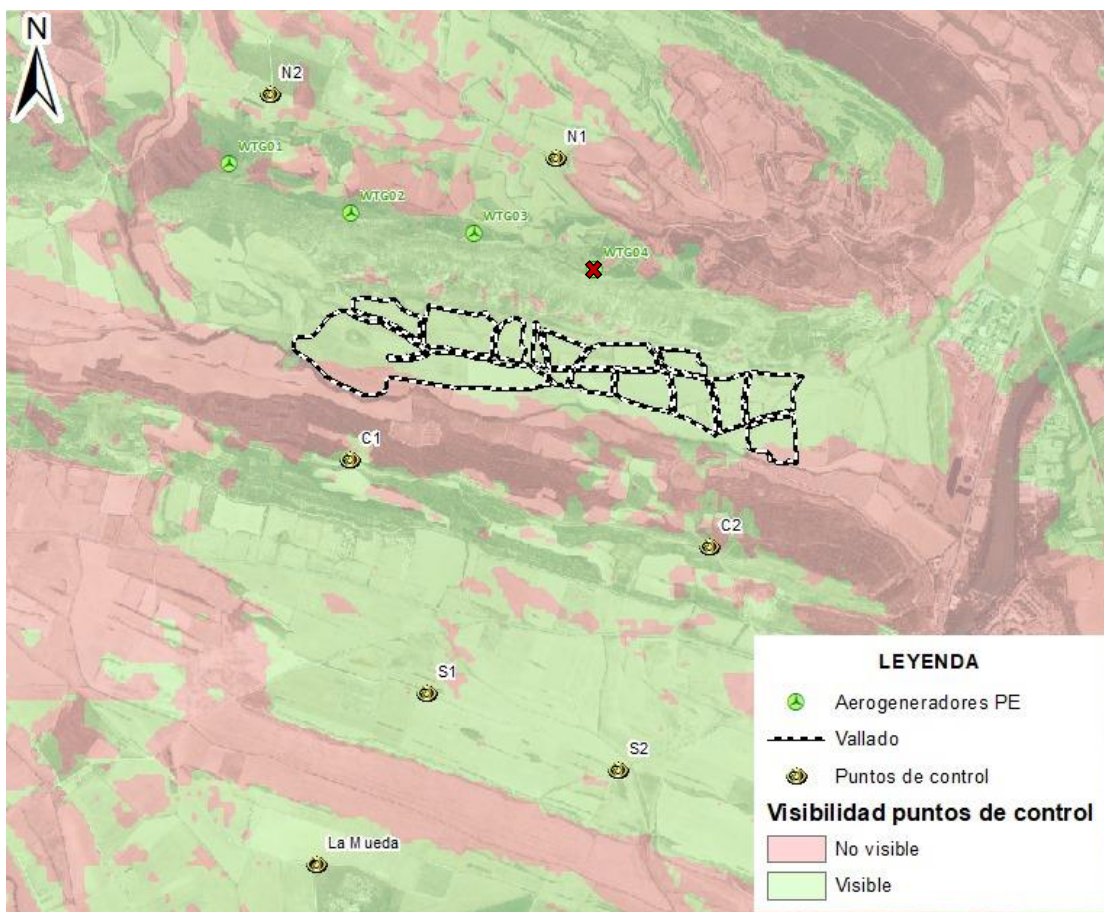 N
N2
N1
WTG01
WTG02
WTG03
WTG04
C1
C2
S1
S2
La Mueda
LEYENDA
Aerogeneradores PE
Vallado
Puntos de control
Visibilidad puntos de control
No visible
Visible